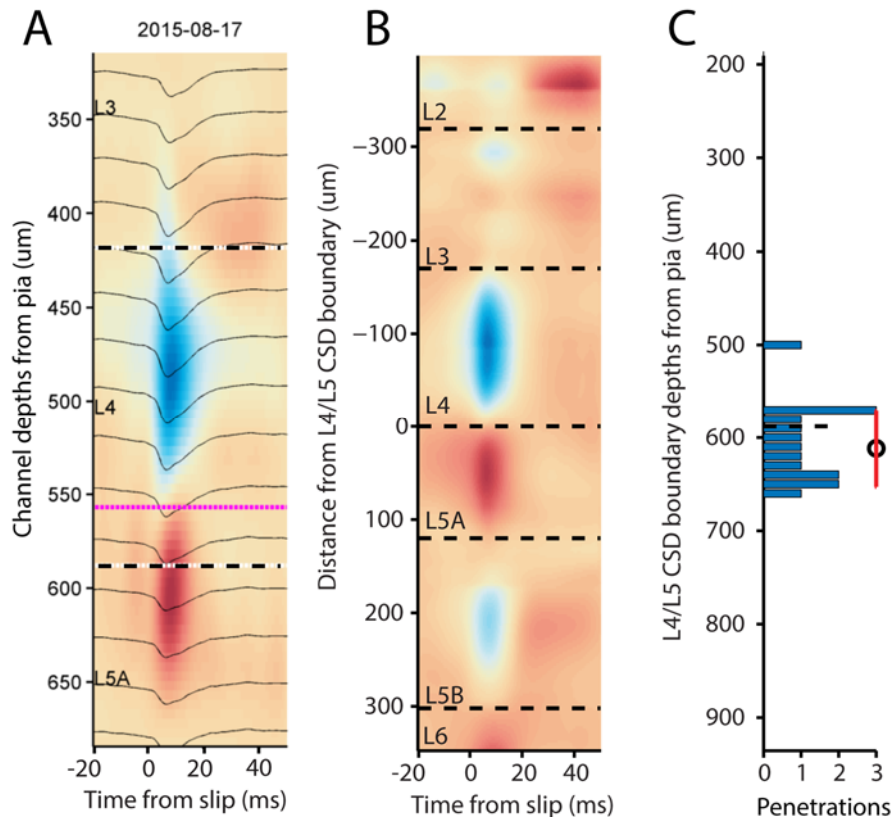 A
2015-08-17
Channel depths from pia (um)
350
400
450
500
550
600
650
L3
L4
L5A
-20
0
20
40
Time from slip (ms)
B
Distance from L4/L5 CSD boundary (um)
−300
−200
−100
0
100
200
300
L2
L3
L4
L5A
L5B
L6
-20
0
20
40
Time from slip (ms)
C
L4/L5 CSD boundary depths from pia (um)
200
300
400
500
600
700
800
900
0
1
2
3
Penetrations